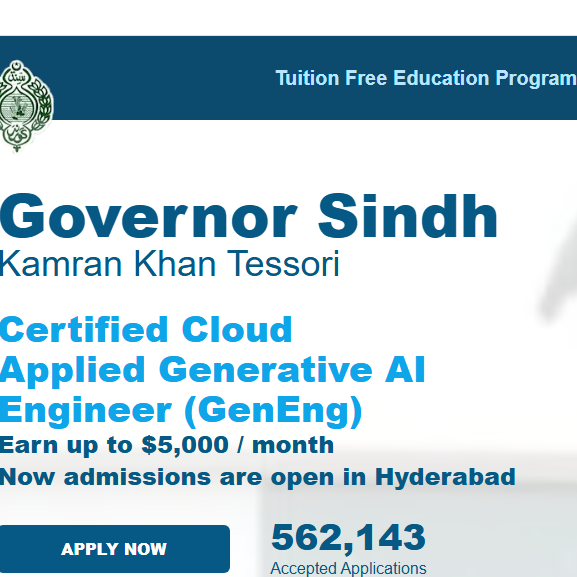 Tuition Free Education Program
Governor Sindh
Kamran Khan Tessori
Certified Cloud
Applied Generative AI
Engineer (GenEng)
Earn up to $5,000 / month
Now admissions are open in Hyderabad
APPLY NOW
562,143
Accepted Applications